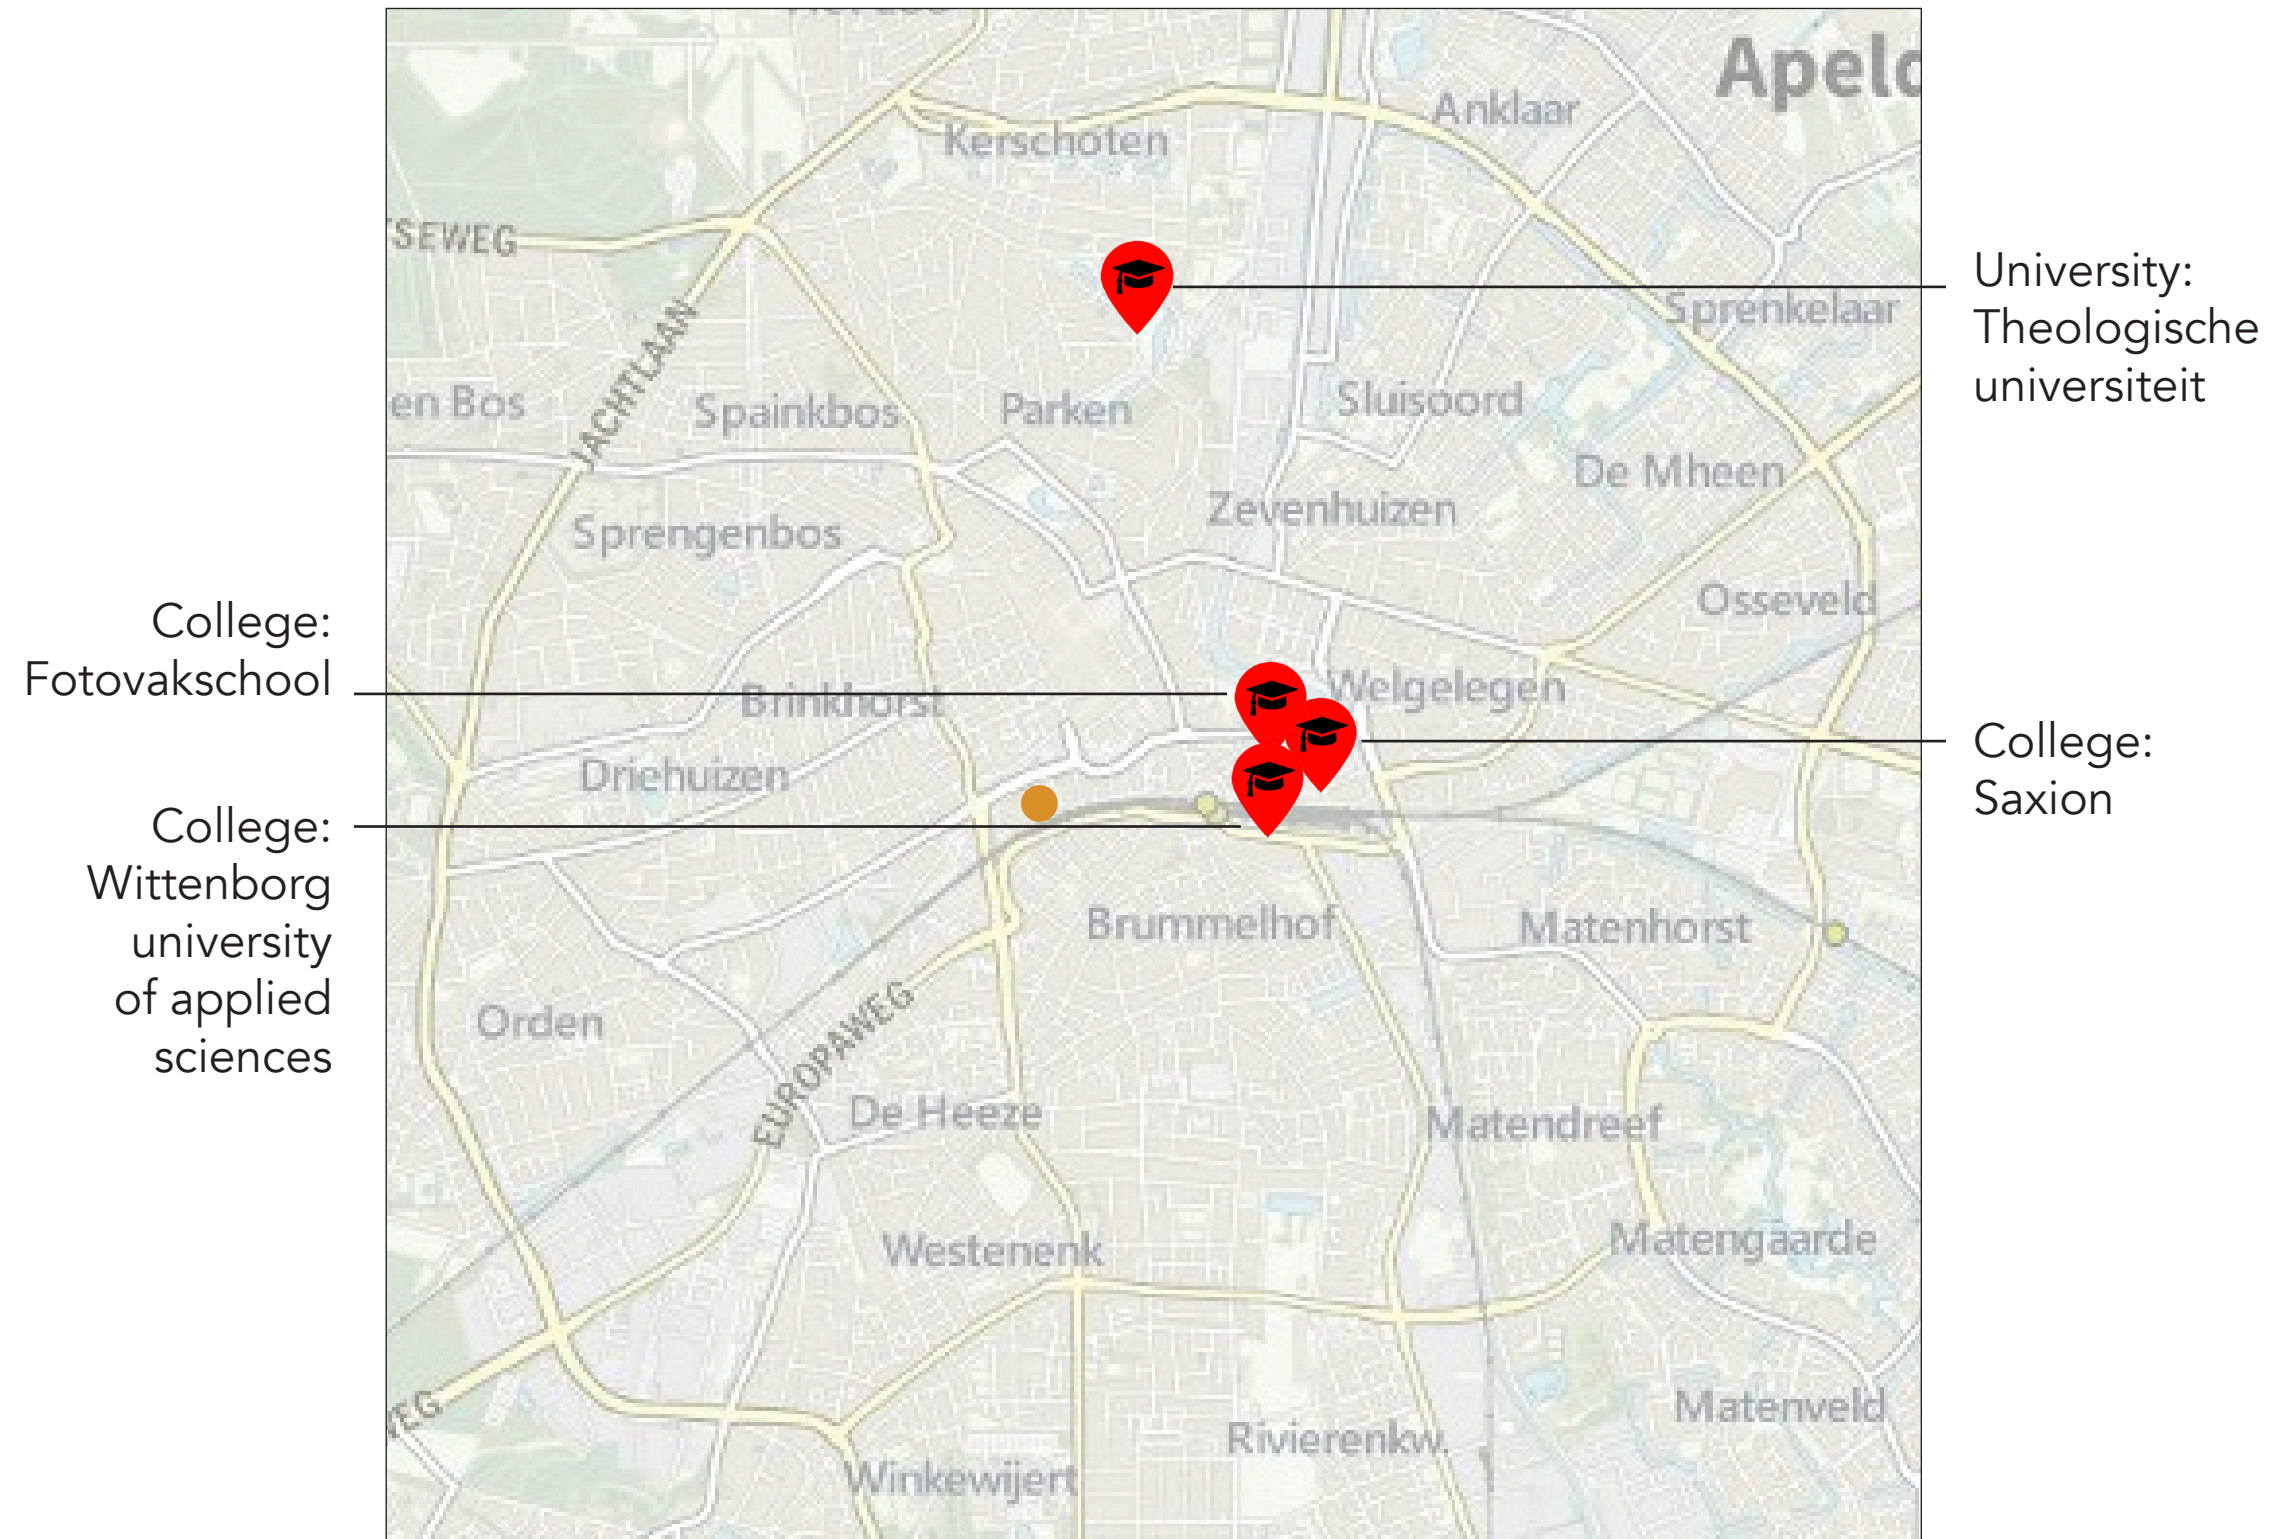 Apeld
Anklaar
Kerschoten
SEWEG
University:
Theologische
universiteit
Sprenkelaar
JACHTLAAN
en Bos
Spainkbos
Parken
Sluisoord
De Mheen
Zevenhuizen
Sprengenbos
Osseveld
College:
Fotovakschool
Welgelegen
Brinkhorst
College:
Saxion
Driehuizen
College:
Wittenborg
university
of applied
sciences
Brummelhof
Matenhorst
Orden
EUROPAWEG
De Heeze
Matendreef
Westenenk
Matengaarde
EG
Matenveld
Rivierenkw.
Winkewijert